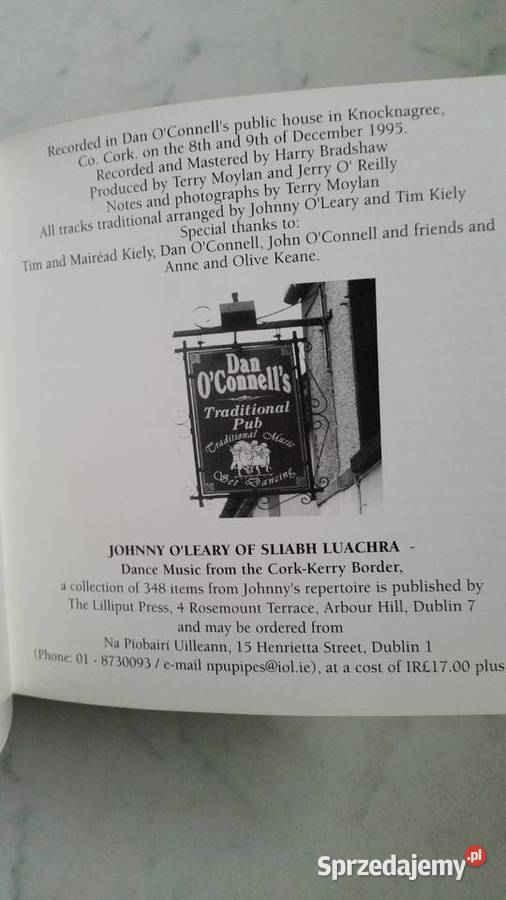 Recorded in Dan O'Connell's public house in Knocknagree,
Co. Cork. on the 8th and 9th of December 1995.
Recorded and Mastered by Harry Bradshaw
Produced by Terry Moylan and Jerry O' Reilly
Notes and photographs by Terry Moylan
All tracks traditional arranged by Johnny O'Leary and Tim Kiely
Special thanks to:
Tim and Mairéad Kiely, Dan O'Connell, John O'Connell and friends and
Anne and Olive Keane.
Dan
O'Connell's
Traditional
Pub
Traditional Music
Set Dancing
JOHNNY O'LEARY OF SLIABH LUACHRA -
Dance Music from the Cork-Kerry Border,
a collection of 348 items from Johnny's repertoire is published by
The Lilliput Press, 4 Rosemount Terrace, Arbour Hill, Dublin 7
and may be ordered from
Na Píobairí Uilleann, 15 Henrietta Street, Dublin 1
(Phone: 01 - 8730093 / e-mail npupipes@iol.ie), at a cost of IR£17.00 plus
Sprzedajemy.pl